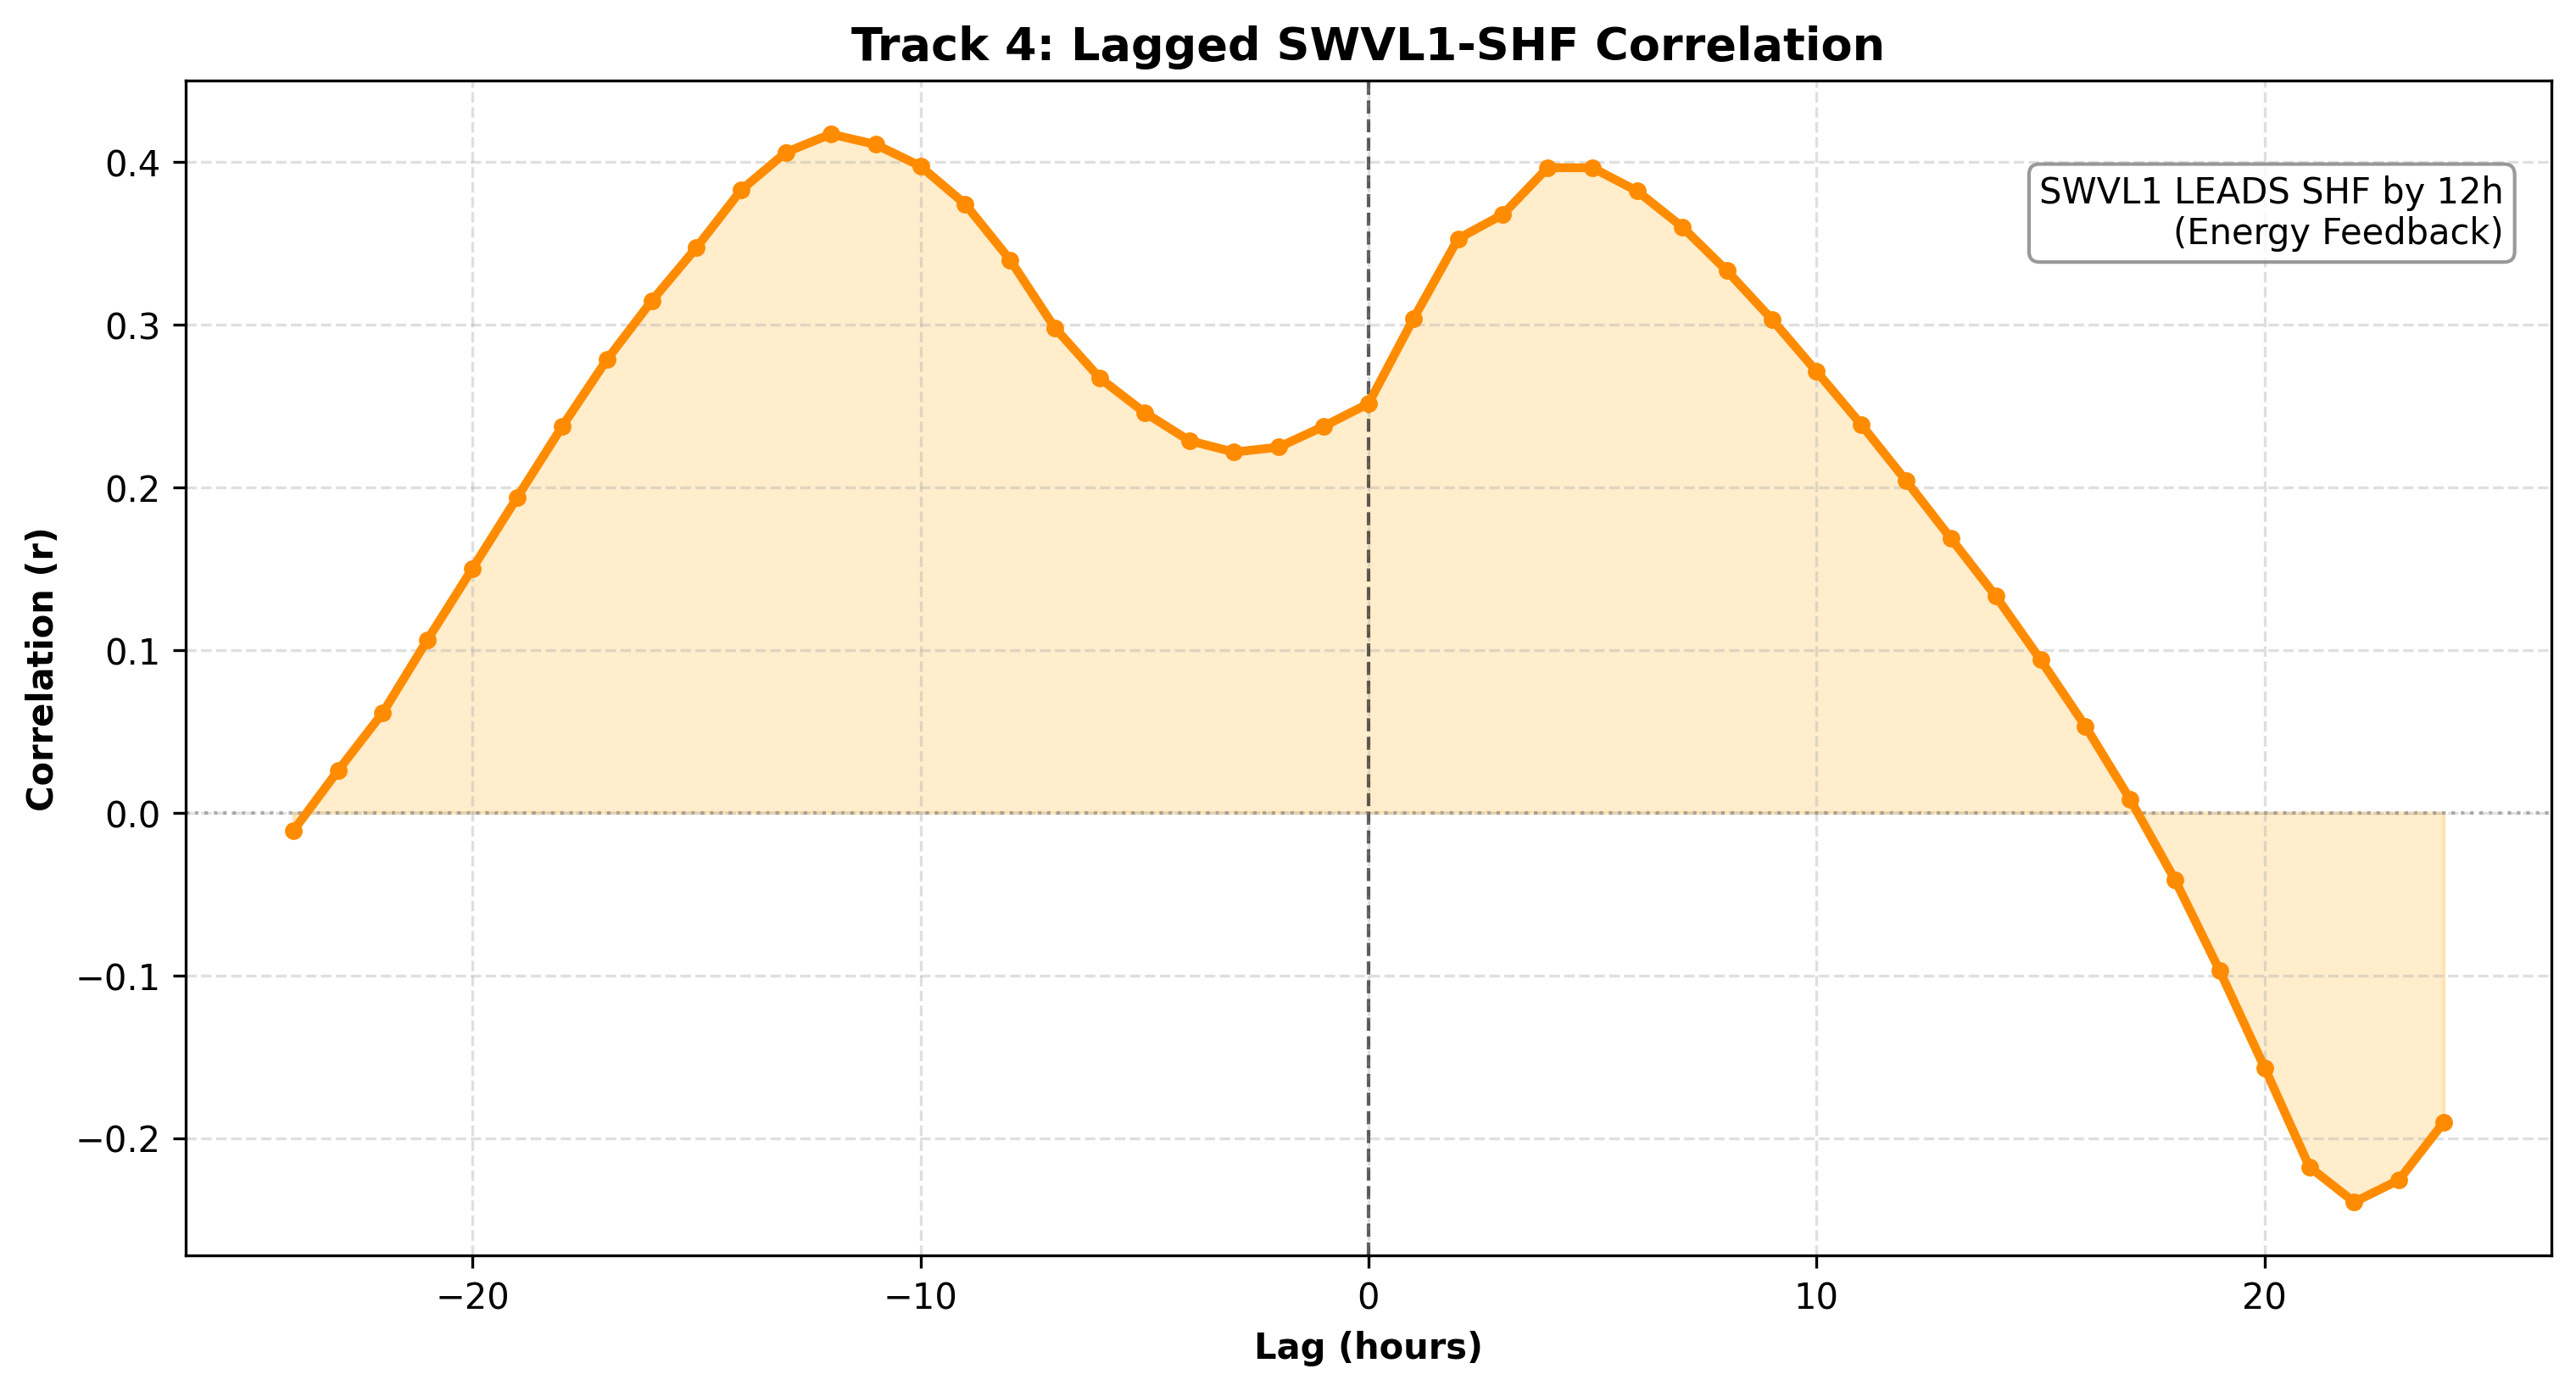 Track 4: Lagged SWVL1-SHF Correlation
SWVL1 LEADS SHF by 12h
(Energy Feedback)
Correlation (r)
0.4
0.3
0.2
0.1
0.0
−0.1
−0.2
−20
−10
0
10
20
Lag (hours)